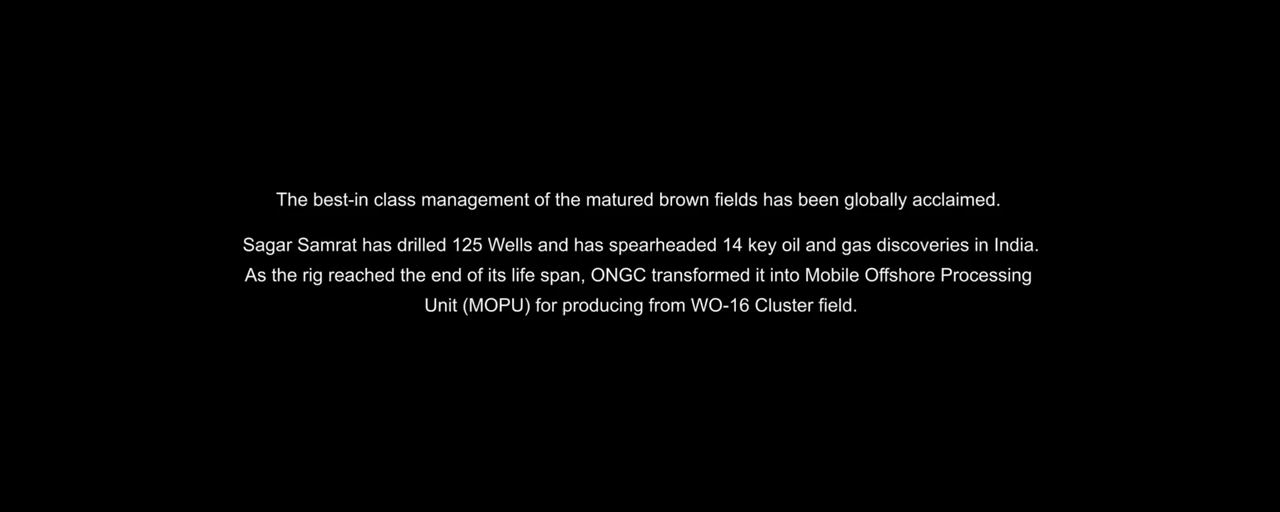 The best-in class management of the matured brown fields has been globally acclaimed.
Sagar Samrat has drilled 125 Wells and has spearheaded 14 key oil and gas discoveries in India.
As the rig reached the end of its life span, ONGC transformed it into Mobile Offshore Processing
Unit (MOPU) for producing from WO-16 Cluster field.